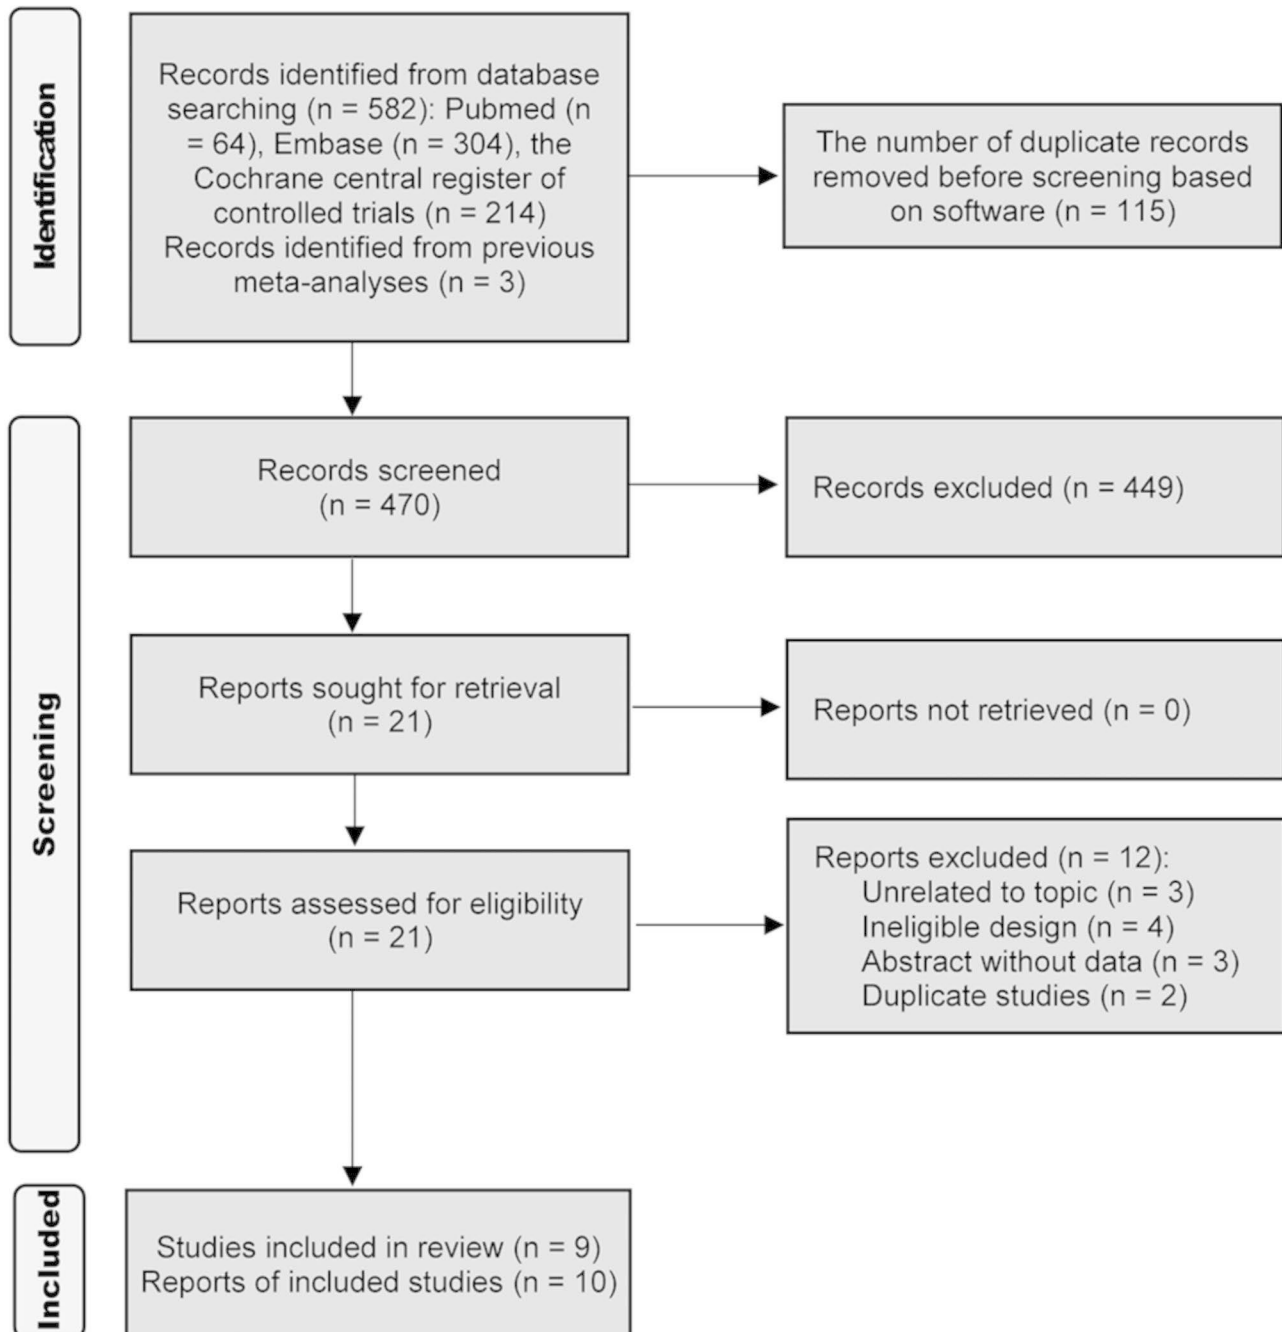 Identification
Records identified from database
searching (n = 582): Pubmed (n
= 64), Embase (n = 304), the
Cochrane central register of
controlled trials (n = 214)
Records identified from previous
meta-analyses (n = 3)
The number of duplicate records
removed before screening based
on software (n = 115)
Screening
Records screened
(n = 470)
Records excluded (n = 449)
Reports sought for retrieval
(n = 21)
Reports not retrieved (n = 0)
Reports assessed for eligibility
(n = 21)
Reports excluded (n = 12):
Unrelated to topic (n = 3)
Ineligible design (n = 4)
Abstract without data (n = 3)
Duplicate studies (n = 2)
Included
Studies included in review (n = 9)
Reports of included studies (n = 10)